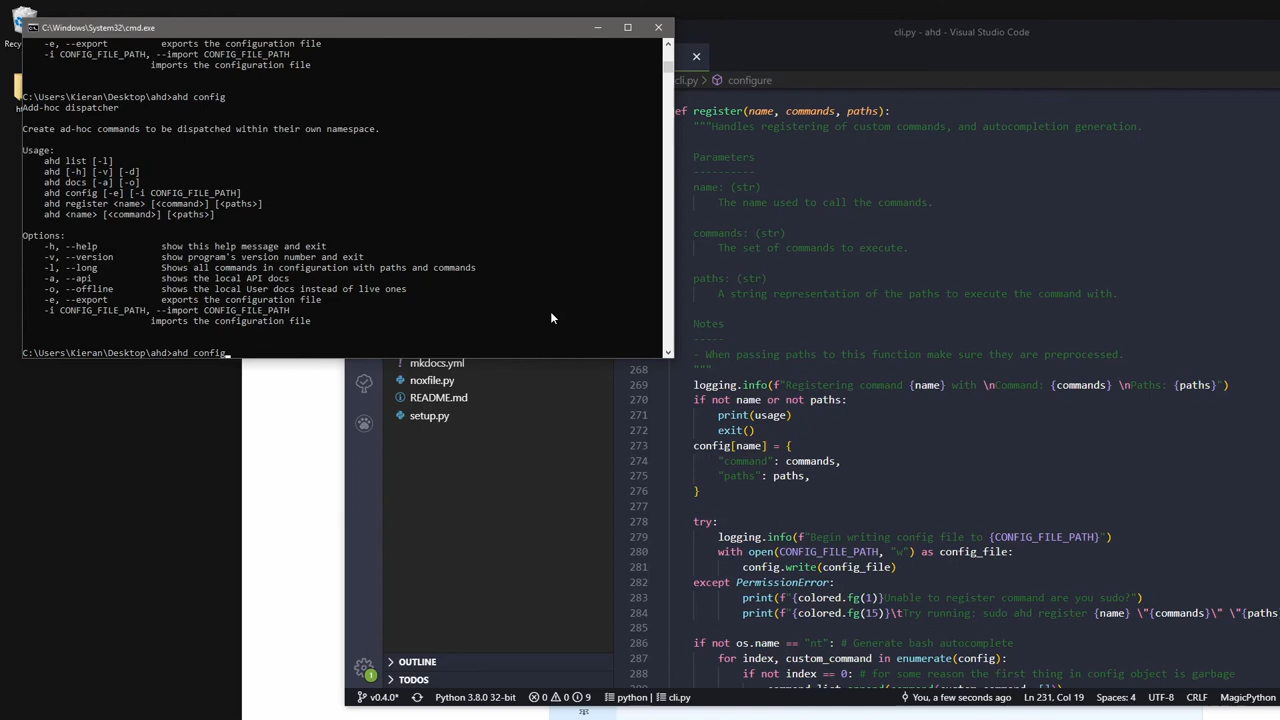 Recy
C:\Windows\System32\cmd.exe
-e, --export exports the configuration file
-i CONFIG_FILE_PATH, --import CONFIG_FILE_PATH
imports the configuration file
C:\Users\Kieran\Desktop\ahd>ahd config
Add-hoc dispatcher
Create ad-hoc commands to be dispatched within their own namespace.
Usage:
ahd list [-l]
ahd [-h] [-v] [-d]
ahd docs [-a] [-o]
ahd config [-e] [-i CONFIG_FILE_PATH]
ahd register <name> [<command>] [<paths>]
ahd <name> [<command>] [<paths>]
Options:
-h, --help show this help message and exit
-v, --version show program's version number and exit
-l, --long Shows all commands in configuration with paths and commands
-a, --api shows the local API docs
-o, --offline shows the local User docs instead of live ones
-e, --export exports the configuration file
-i CONFIG_FILE_PATH, --import CONFIG_FILE_PATH
imports the configuration file
C:\Users\Kieran\Desktop\ahd>ahd config
cli.py - ahd - Visual Studio Code
cli.py > configure
ef register(name, commands, paths):
"""Handles registering of custom commands, and autocompletion generation.
Parameters
----------
name: (str)
The name used to call the commands.
commands: (str)
The set of commands to execute.
paths: (str)
A string representation of the paths to execute the command with.
Notes
-----
- When passing paths to this function make sure they are preprocessed.
268 """
269 logging.info(f"Registering command {name} with \nCommand: {commands} \nPaths: {paths}")
270 if not name or not paths:
271 print(usage)
272 exit()
273 config[name] = {
274 "command": commands,
275 "paths": paths,
276 }
277
278 try:
279 logging.info(f"Begin writing config file to {CONFIG_FILE_PATH}")
280 with open(CONFIG_FILE_PATH, "w") as config_file:
281 config.write(config_file)
282 except PermissionError:
283 print(f"{colored.fg(1)}Unable to register command are you sudo?")
284 print(f"{colored.fg(15)}\tTry running: sudo ahd register {name} \"{commands}\" \"{paths
285
286 if not os.name == "nt": # Generate bash autocomplete
287 for index, custom_command in enumerate(config):
288 if not index == 0: # for some reason the first thing in config object is garbage
mkdocs.yml
noxfile.py
README.md
setup.py
OUTLINE
TODOS
1
v0.4.0* Python 3.8.0 32-bit 0 0 9 python | cli.py You, a few seconds ago Ln 231, Col 19 Spaces: 4 UTF-8 CRLF MagicPython